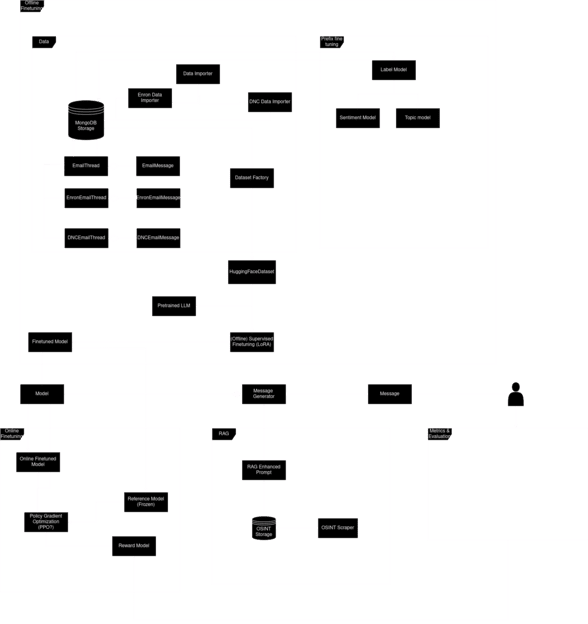 Offline
Finetuning
Data
Prefix fine
tuning
Data Importer
Label Model
Enron Data
Importer
DNC Data Importer
MongoDB
Storage
Sentiment Model
Topic model
EmailThread
EmailMessage
Dataset Factory
EnronEmailThread
EnronEmailMessage
DNCEmailThread
DNCEmailMessage
HuggingFaceDataset
Pretrained LLM
Finetuned Model
(Offline) Supervised
Finetuning (LoRA)
Model
Message
Generator
Message
Online
Finetuning
RAG
Metrics &
Evaluation
Online Finetuned
Model
RAG Enhanced
Prompt
Reference Model
(Frozen)
Policy Gradient
Optimization
(PPO?)
OSINT
Storage
OSINT Scraper
Reward Model